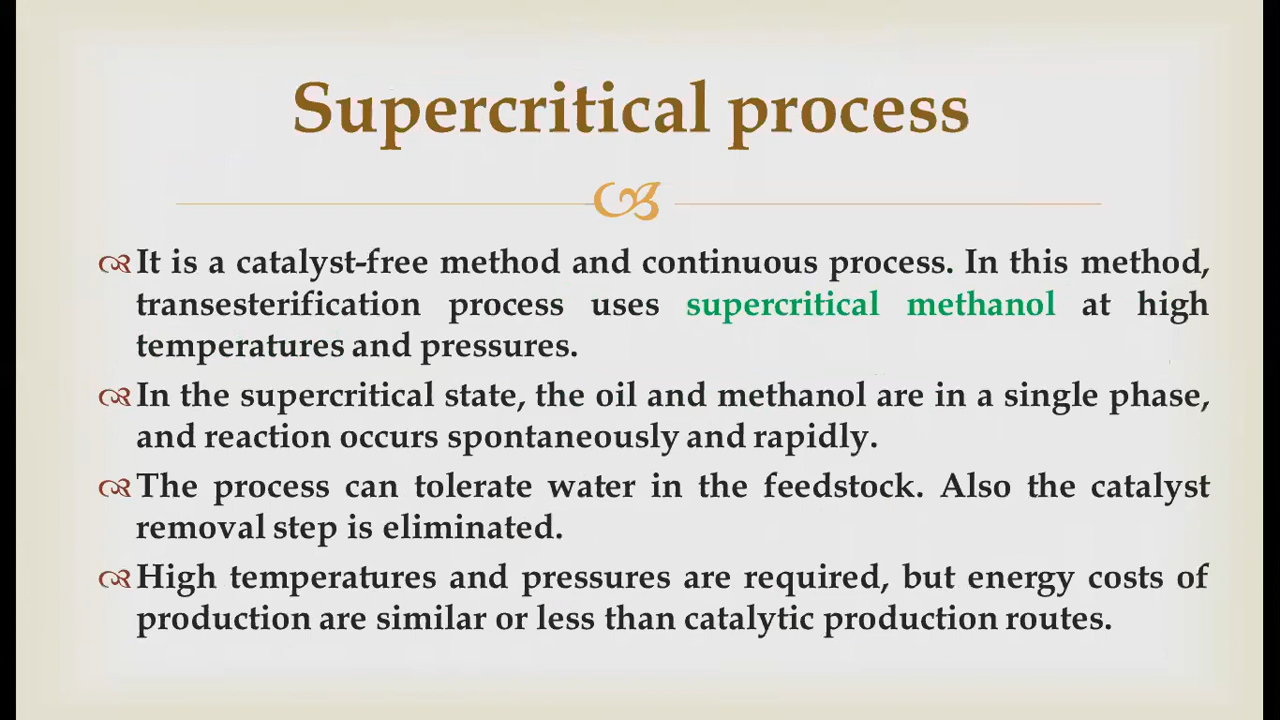 Supercritical process
It is a catalyst-free method and continuous process. In this method,
transesterification process uses supercritical methanol at high
temperatures and pressures.
In the supercritical state, the oil and methanol are in a single phase,
and reaction occurs spontaneously and rapidly.
The process can tolerate water in the feedstock. Also the catalyst
removal step is eliminated.
High temperatures and pressures are required, but energy costs of
production are similar or less than catalytic production routes.